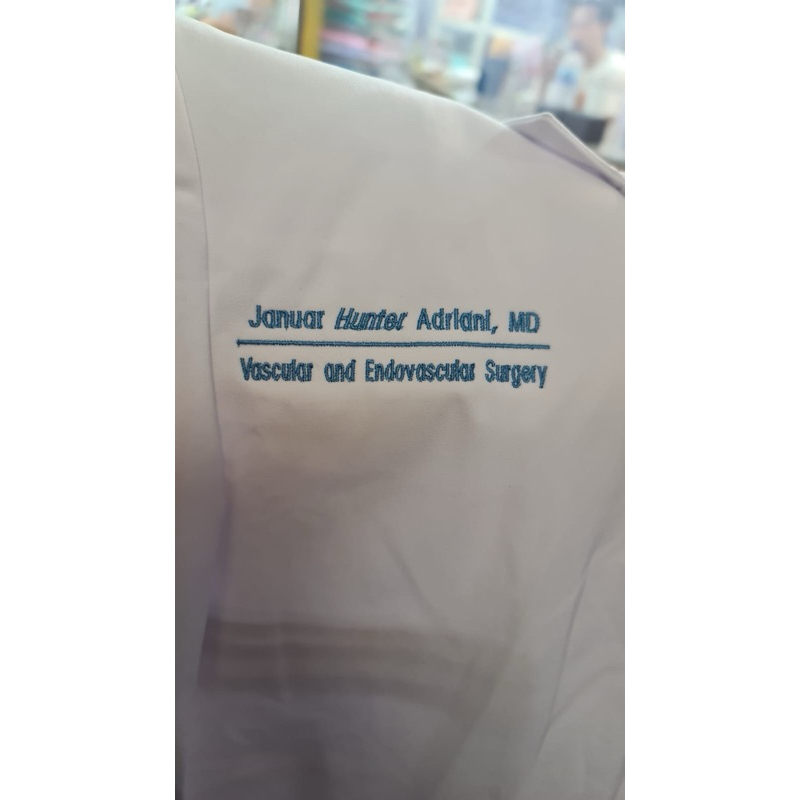 Januar Hunter Adriani, MD
Vascular and Endovascular Surgery